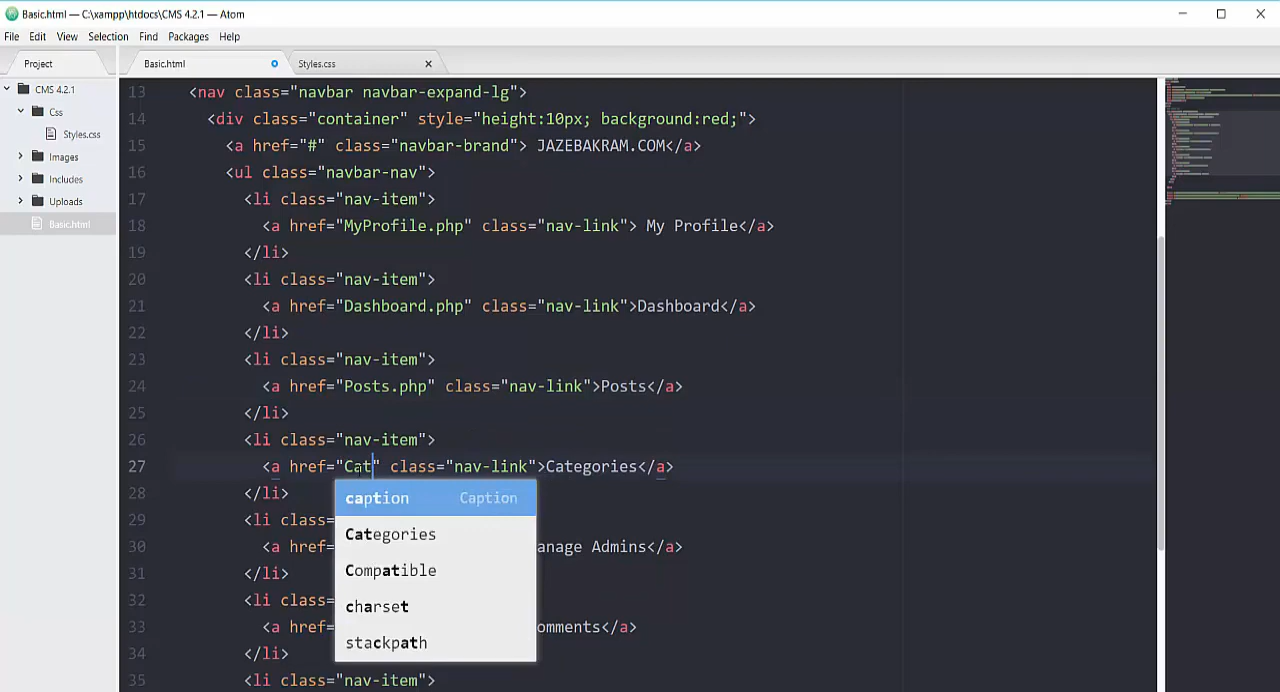 Basic.html — C:\xampp\htdocs\CMS 4.2.1 — Atom
File Edit View Selection Find Packages Help
Project
Basic.html
Styles.css
CMS 4.2.1
Css
Styles.css
Images
Includes
Uploads
Basic.html
13 <nav class="navbar navbar-expand-lg">
14 <div class="container" style="height:10px; background:red;">
15 <a href="#" class="navbar-brand"> JAZEBAKRAM.COM</a>
16 <ul class="navbar-nav">
17 <li class="nav-item">
18 <a href="MyProfile.php" class="nav-link"> My Profile</a>
19 </li>
20 <li class="nav-item">
21 <a href="Dashboard.php" class="nav-link">Dashboard</a>
22 </li>
23 <li class="nav-item">
24 <a href="Posts.php" class="nav-link">Posts</a>
25 </li>
26 <li class="nav-item">
27 <a href="Cat" class="nav-link">Categories</a>
28 </li>
29 <li class=
30 <a href= anage Admins</a>
31 </li>
32 <li class=
33 <a href= omments</a>
34 </li>
35 <li class="nav-item">
caption Caption
Categories
Compatible
charset
stackpath